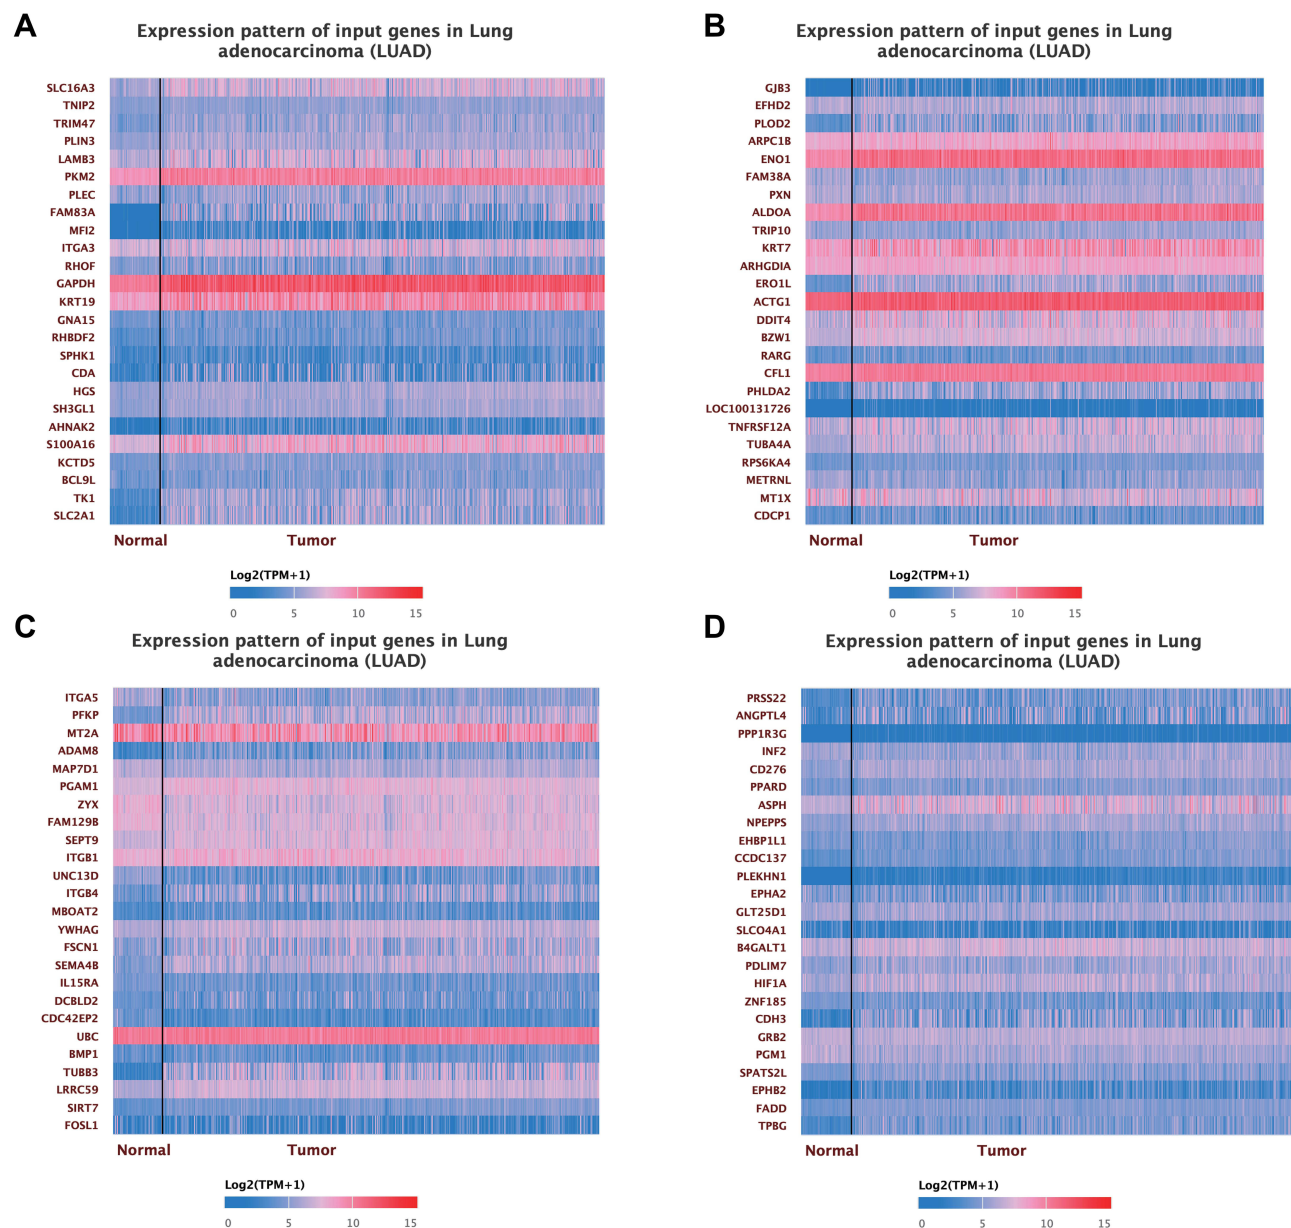 A
Expression pattern of input genes in Lung
adenocarcinoma (LUAD)
SLC16A3
TNIP2
TRIM47
PLIN3
LAMB3
PKM2
PLEC
FAM83A
MFI2
ITGA3
RHOF
GAPDH
KRT19
GNA15
RHBDF2
SPHK1
CDA
HGS
SH3GL1
AHNAK2
S100A16
KCTD5
BCL9L
TK1
SLC2A1
Normal Tumor
Log2(TPM+1)
0 5 10 15
B
Expression pattern of input genes in Lung
adenocarcinoma (LUAD)
GJB3
EFHD2
PLOD2
ARPC1B
ENO1
FAM38A
PXN
ALDOA
TRIP10
KRT7
ARHGDIA
ERO1L
ACTG1
DDIT4
BZW1
RARG
CFL1
PHLDA2
LOC100131726
TNFRSF12A
TUBA4A
RPS6KA4
METRNL
MT1X
CDCP1
Normal Tumor
Log2(TPM+1)
0 5 10 15
C
Expression pattern of input genes in Lung
adenocarcinoma (LUAD)
ITGA5
PFKP
MT2A
ADAM8
MAP7D1
PGAM1
ZYX
FAM129B
SEPT9
ITGB1
UNC13D
ITGB4
MBOAT2
YWHAG
FSCN1
SEMA4B
IL15RA
DCBLD2
CDC42EP2
UBC
BMP1
TUBB3
LRRC59
SIRT7
FOSL1
Normal Tumor
Log2(TPM+1)
0 5 10 15
D
Expression pattern of input genes in Lung
adenocarcinoma (LUAD)
PRSS22
ANGPTL4
PPP1R3G
INF2
CD276
PPARD
ASPH
NPEPPS
EHBP1L1
CCDC137
PLEKHN1
EPHA2
GLT25D1
SLCO4A1
B4GALT1
PDLIM7
HIF1A
ZNF185
CDH3
GRB2
PGM1
SPATS2L
EPHB2
FADD
TPBG
Normal Tumor
Log2(TPM+1)
0 5 10 15